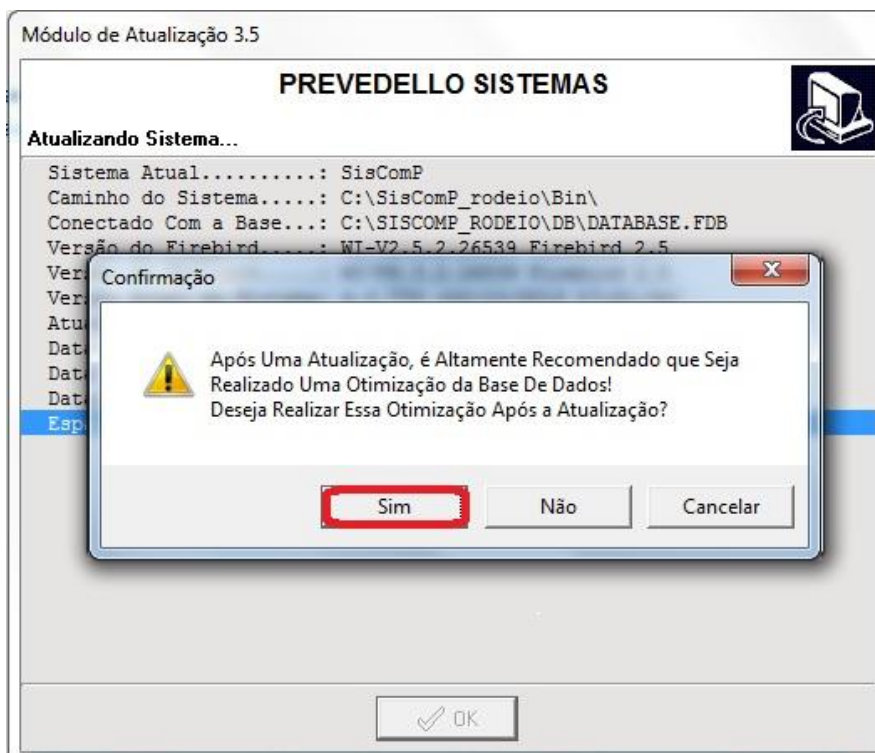 Módulo de Atualização 3.5
PREVEDELLO SISTEMAS
Atualizando Sistema...
Sistema Atual..........: SisComP
Caminho do Sistema.....: C:\SisComP_rodeio\Bin\
Conectado Com a Base...: C:\SISCOMP_RODEIO\DB\DATABASE.FDB
Versão do Firebird.....: WI-V2.5.2.26539 Firebird 2.5
Confirmação
Após Uma Atualização, é Altamente Recomendado que Seja
Realizado Uma Otimização da Base De Dados!
Deseja Realizar Essa Otimização Após a Atualização?
Sim Não Cancelar
OK